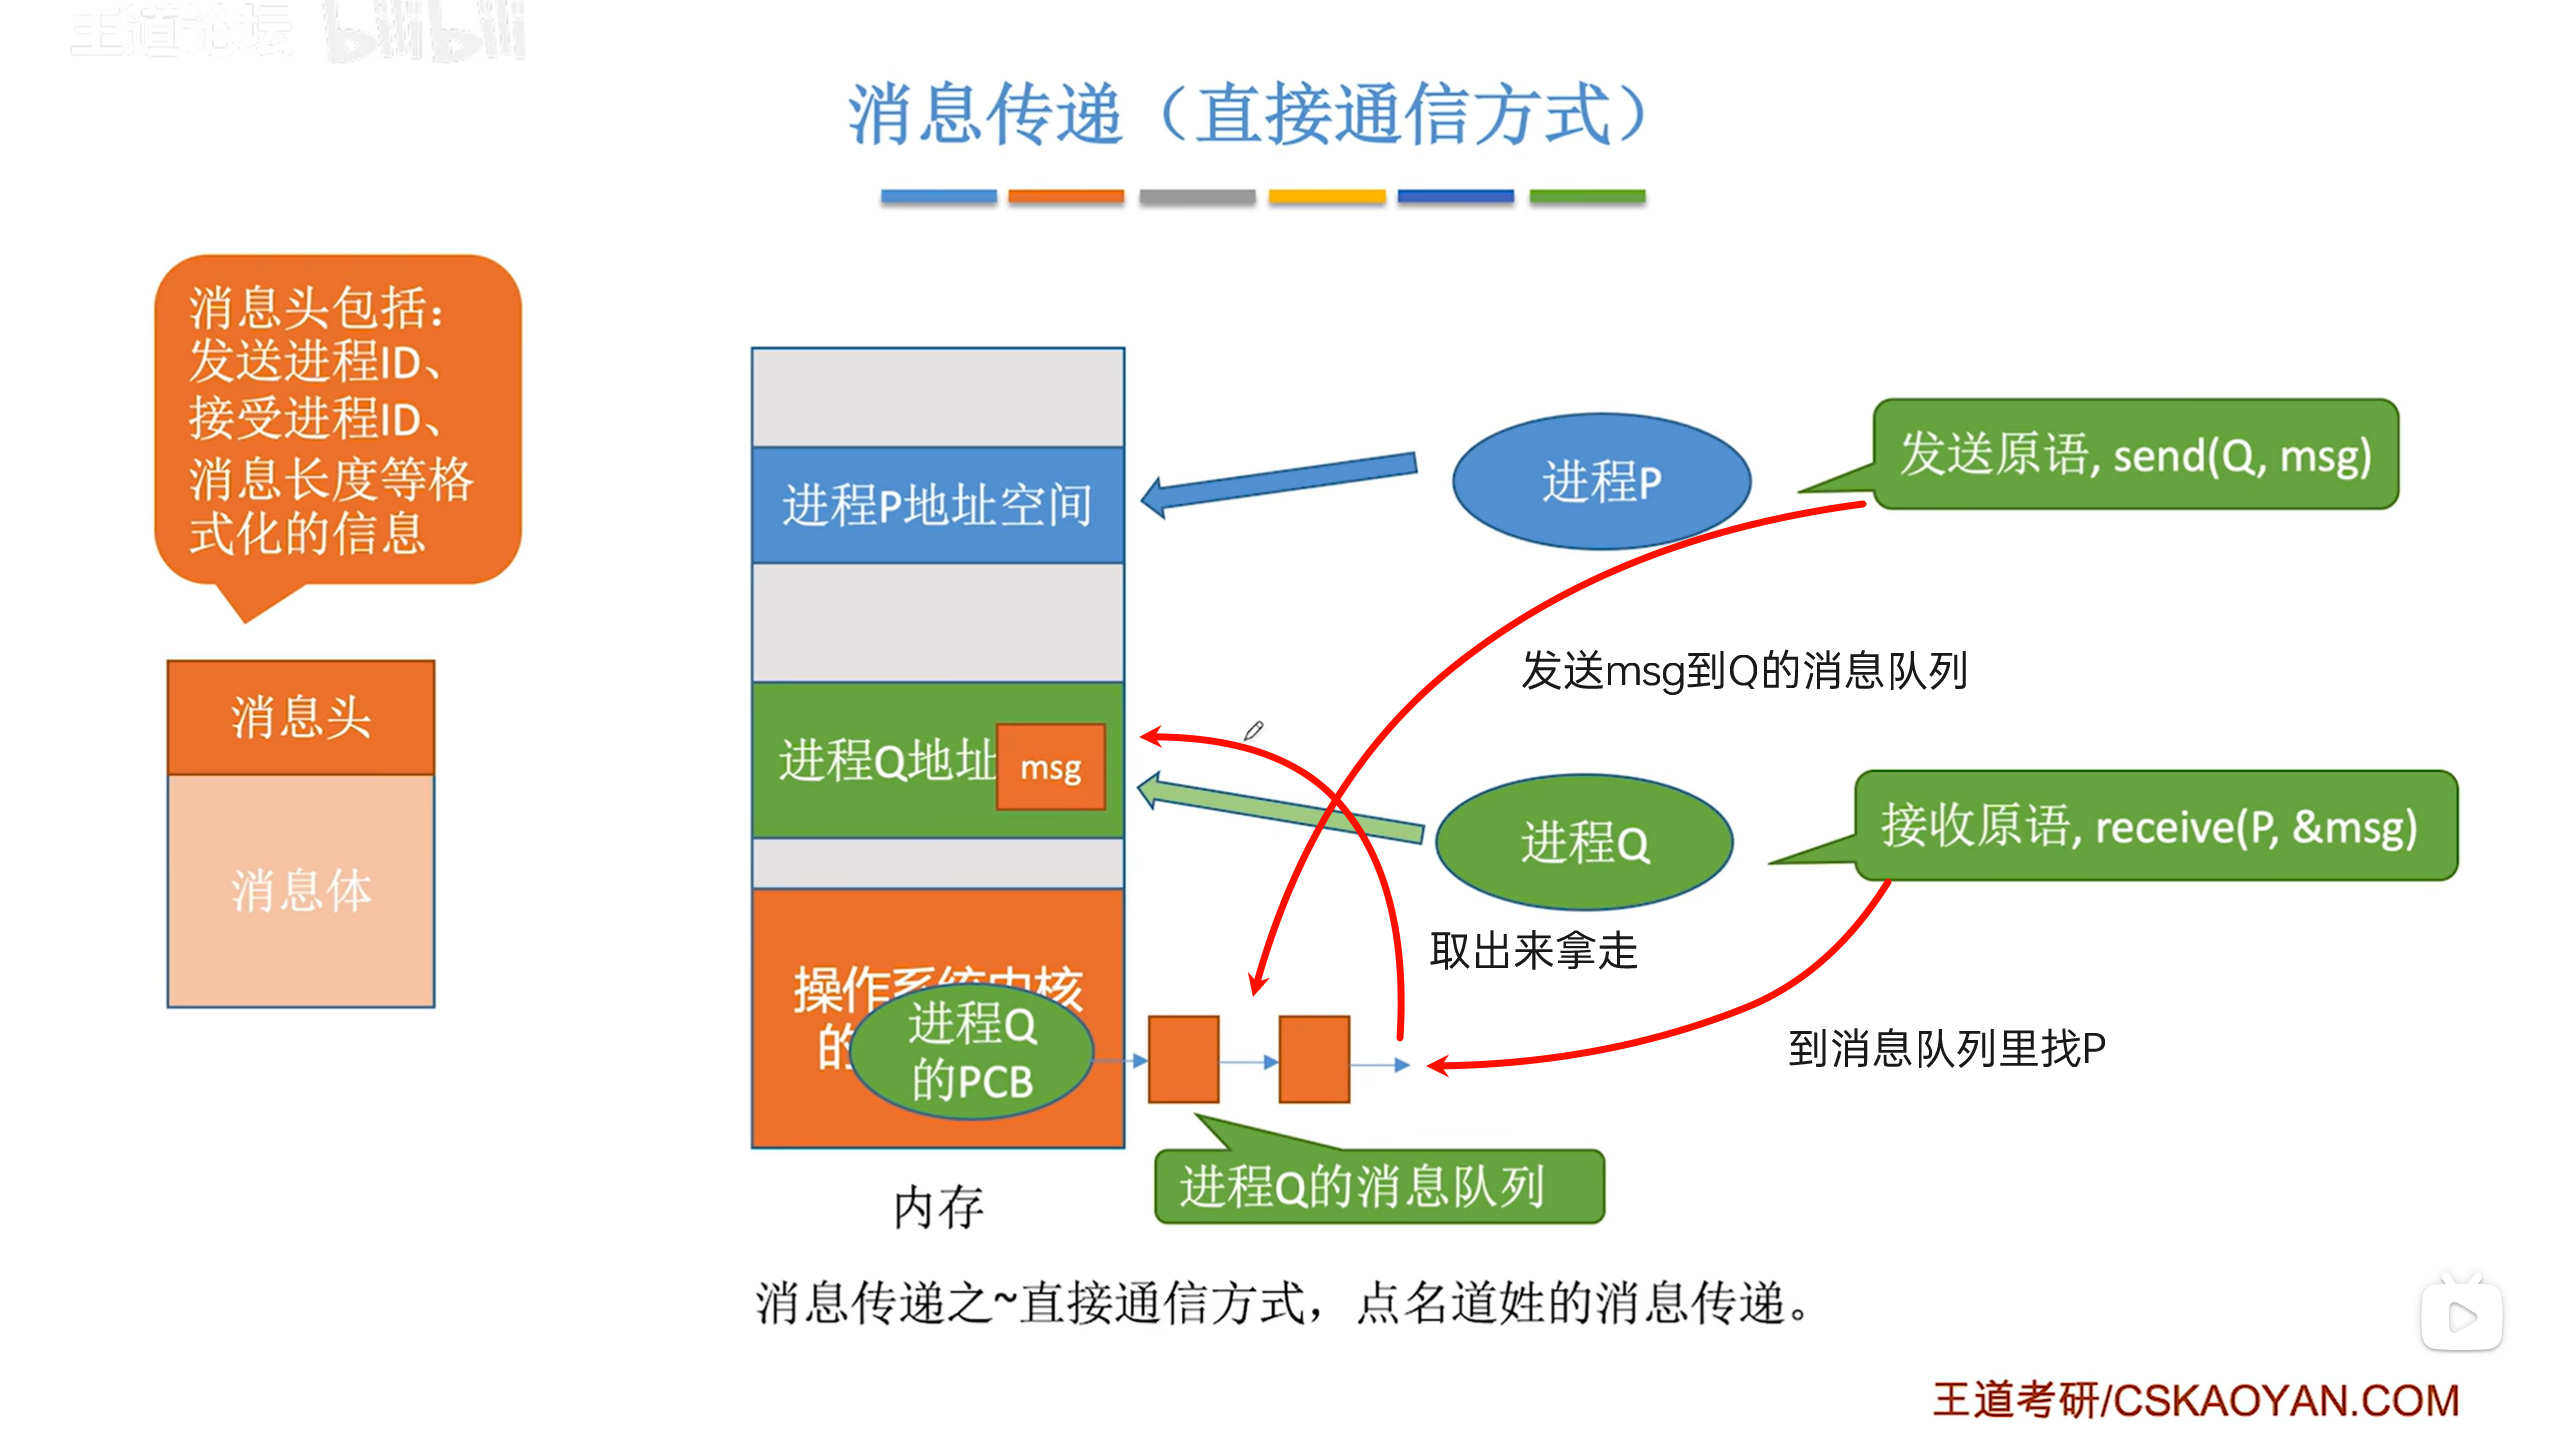 王道论坛 bilibili
消息传递（直接通信方式）
消息头包括：
发送进程ID、
接受进程ID、
消息长度等格
式化的信息
消息头
消息体
进程P地址空间
进程Q地址
msg
操作系统内核
的
进程Q
的PCB
内存
进程P
发送原语, send(Q, msg)
发送msg到Q的消息队列
进程Q
接收原语, receive(P, &msg)
取出来拿走
到消息队列里找P
进程Q的消息队列
消息传递之~直接通信方式，点名道姓的消息传递。
王道考研/CSKAOYAN.COM